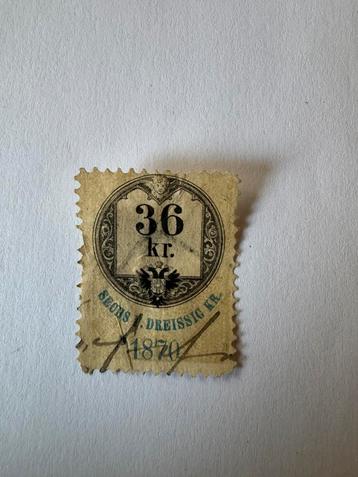 36
kr.
SECHS U. DREISSIG KR.
1870